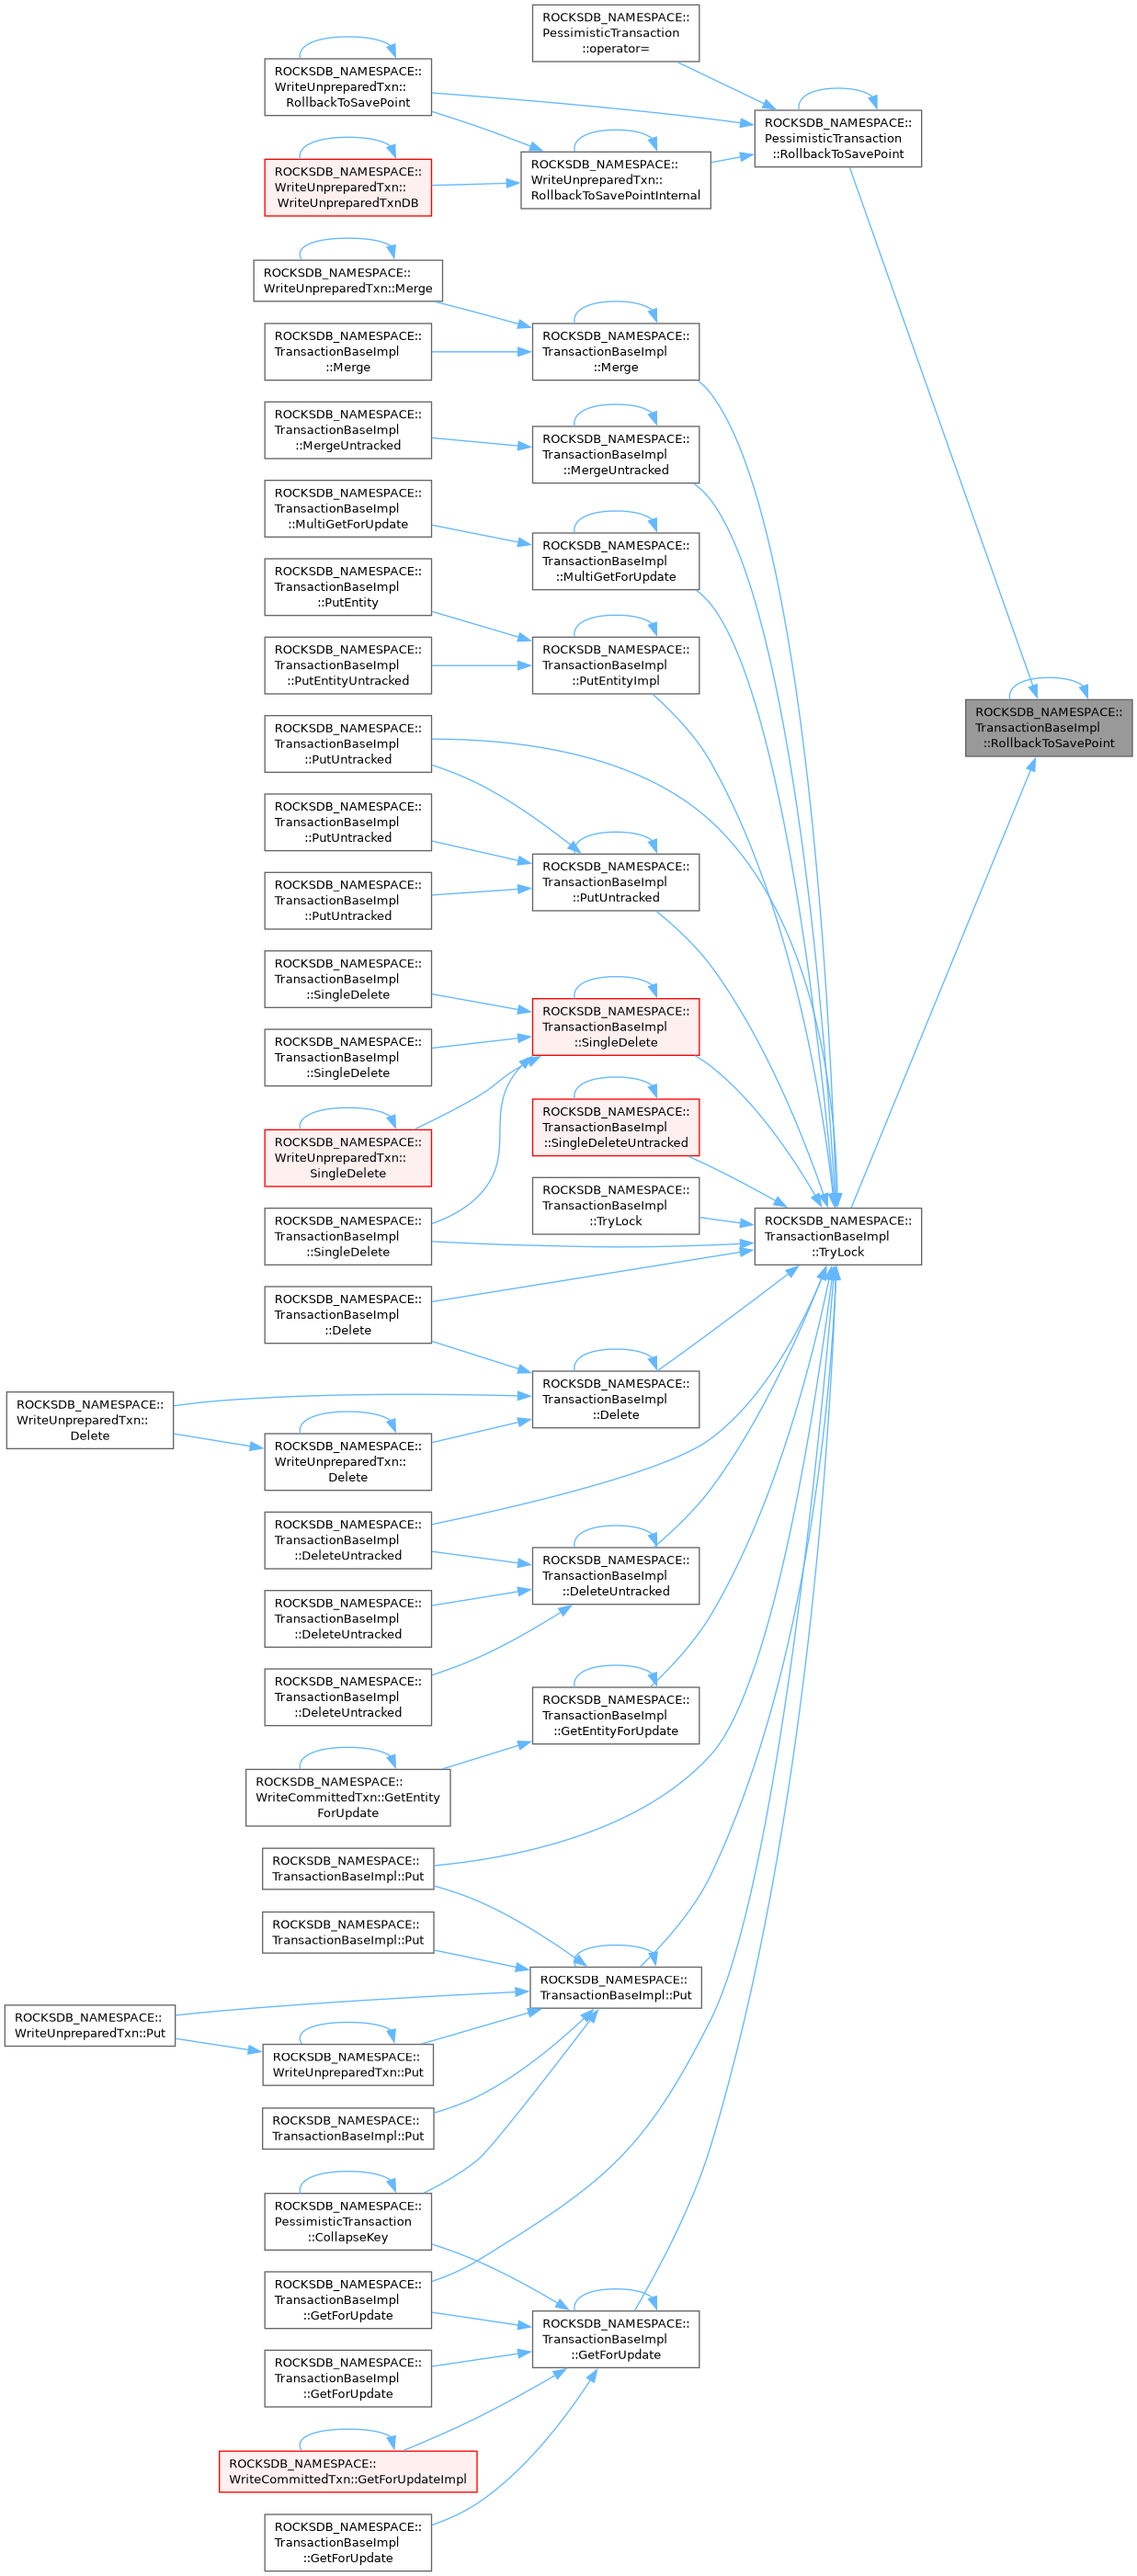 ROCKSDB_NAMESPACE::
PessimisticTransaction
::operator=
ROCKSDB_NAMESPACE::
WriteUnpreparedTxn::
RollbackToSavePoint
ROCKSDB_NAMESPACE::
PessimisticTransaction
::RollbackToSavePoint
ROCKSDB_NAMESPACE::
WriteUnpreparedTxn::
RollbackToSavePointInternal
ROCKSDB_NAMESPACE::
WriteUnpreparedTxn::
WriteUnpreparedTxnDB
ROCKSDB_NAMESPACE::
WriteUnpreparedTxn::Merge
ROCKSDB_NAMESPACE::
TransactionBaseImpl
::Merge
ROCKSDB_NAMESPACE::
TransactionBaseImpl
::Merge
ROCKSDB_NAMESPACE::
TransactionBaseImpl
::MergeUntracked
ROCKSDB_NAMESPACE::
TransactionBaseImpl
::MergeUntracked
ROCKSDB_NAMESPACE::
TransactionBaseImpl
::MultiGetForUpdate
ROCKSDB_NAMESPACE::
TransactionBaseImpl
::MultiGetForUpdate
ROCKSDB_NAMESPACE::
TransactionBaseImpl
::PutEntity
ROCKSDB_NAMESPACE::
TransactionBaseImpl
::PutEntityUntracked
ROCKSDB_NAMESPACE::
TransactionBaseImpl
::PutEntityImpl
ROCKSDB_NAMESPACE::
TransactionBaseImpl
::RollbackToSavePoint
ROCKSDB_NAMESPACE::
TransactionBaseImpl
::PutUntracked
ROCKSDB_NAMESPACE::
TransactionBaseImpl
::PutUntracked
ROCKSDB_NAMESPACE::
TransactionBaseImpl
::PutUntracked
ROCKSDB_NAMESPACE::
TransactionBaseImpl
::PutUntracked
ROCKSDB_NAMESPACE::
TransactionBaseImpl
::SingleDelete
ROCKSDB_NAMESPACE::
TransactionBaseImpl
::SingleDelete
ROCKSDB_NAMESPACE::
TransactionBaseImpl
::SingleDelete
ROCKSDB_NAMESPACE::
TransactionBaseImpl
::SingleDeleteUntracked
ROCKSDB_NAMESPACE::
WriteUnpreparedTxn::
SingleDelete
ROCKSDB_NAMESPACE::
TransactionBaseImpl
::TryLock
ROCKSDB_NAMESPACE::
TransactionBaseImpl
::SingleDelete
ROCKSDB_NAMESPACE::
TransactionBaseImpl
::TryLock
ROCKSDB_NAMESPACE::
TransactionBaseImpl
::Delete
ROCKSDB_NAMESPACE::
TransactionBaseImpl
::Delete
ROCKSDB_NAMESPACE::
WriteUnpreparedTxn::
Delete
ROCKSDB_NAMESPACE::
WriteUnpreparedTxn::
Delete
ROCKSDB_NAMESPACE::
TransactionBaseImpl
::DeleteUntracked
ROCKSDB_NAMESPACE::
TransactionBaseImpl
::DeleteUntracked
ROCKSDB_NAMESPACE::
TransactionBaseImpl
::DeleteUntracked
ROCKSDB_NAMESPACE::
TransactionBaseImpl
::DeleteUntracked
ROCKSDB_NAMESPACE::
TransactionBaseImpl
::GetEntityForUpdate
ROCKSDB_NAMESPACE::
WriteCommittedTxn::GetEntity
ForUpdate
ROCKSDB_NAMESPACE::
TransactionBaseImpl::Put
ROCKSDB_NAMESPACE::
TransactionBaseImpl::Put
ROCKSDB_NAMESPACE::
TransactionBaseImpl::Put
ROCKSDB_NAMESPACE::
WriteUnpreparedTxn::Put
ROCKSDB_NAMESPACE::
WriteUnpreparedTxn::Put
ROCKSDB_NAMESPACE::
TransactionBaseImpl::Put
ROCKSDB_NAMESPACE::
PessimisticTransaction
::CollapseKey
ROCKSDB_NAMESPACE::
TransactionBaseImpl
::GetForUpdate
ROCKSDB_NAMESPACE::
TransactionBaseImpl
::GetForUpdate
ROCKSDB_NAMESPACE::
TransactionBaseImpl
::GetForUpdate
ROCKSDB_NAMESPACE::
WriteCommittedTxn::GetForUpdateImpl
ROCKSDB_NAMESPACE::
TransactionBaseImpl
::GetForUpdate